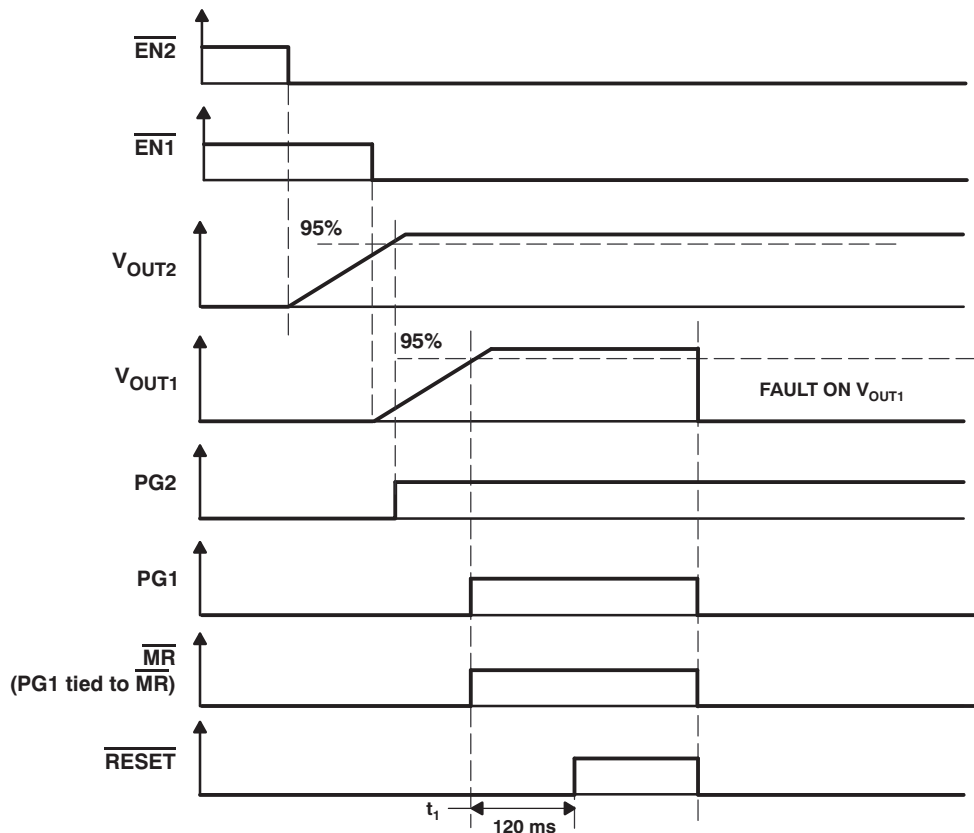 EN2
EN1
95%
VOUT2
95%
VOUT1
FAULT ON VOUT1
PG2
PG1
MR
(PG1 tied to MR)
RESET
t1
120 ms